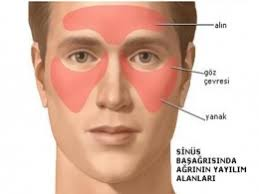 alın
göz
çevresi
yanak
SİNÜS
BAŞAĞRISINDA
AĞRININ YAYILIM
ALANLARI